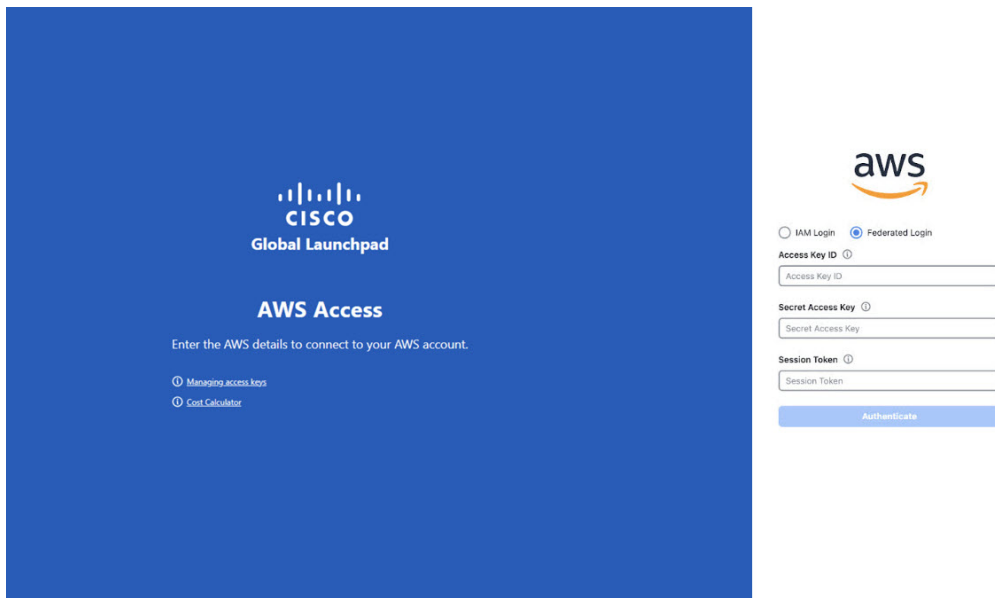 CISCO
Global Launchpad
AWS Access
Enter the AWS details to connect to your AWS account.
Managing access keys
Cost Calculator
aws
IAM Login Federated Login
Access Key ID
Access Key ID
Secret Access Key
Secret Access Key
Session Token
Session Token
Authenticate